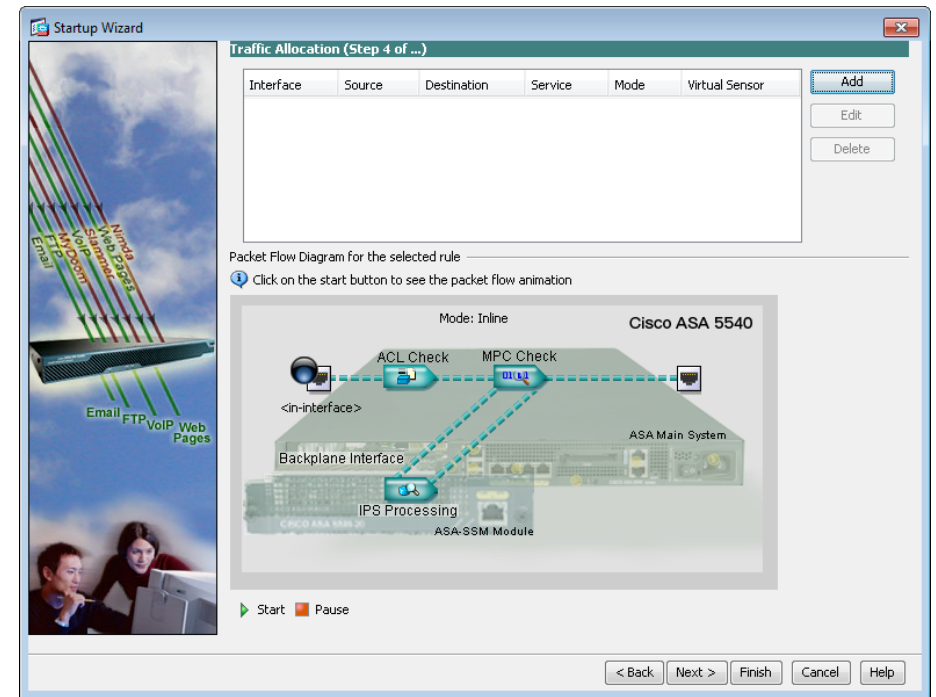 Startup Wizard
Traffic Allocation (Step 4 of ...)
Interface Source Destination Service Mode Virtual Sensor
Add
Edit
Delete
Packet Flow Diagram for the selected rule
Click on the start button to see the packet flow animation
Mode: Inline
Cisco ASA 5540
ACL Check MPC Check
<in-interface>
ASA Main System
Backplane Interface
IPS Processing
ASA-SSM Module
Start Pause
Nimda
Web Pages
Slammer
VoIP
MyDoom
FTP
Email
Email FTP VoIP Web Pages
< Back Next > Finish Cancel Help